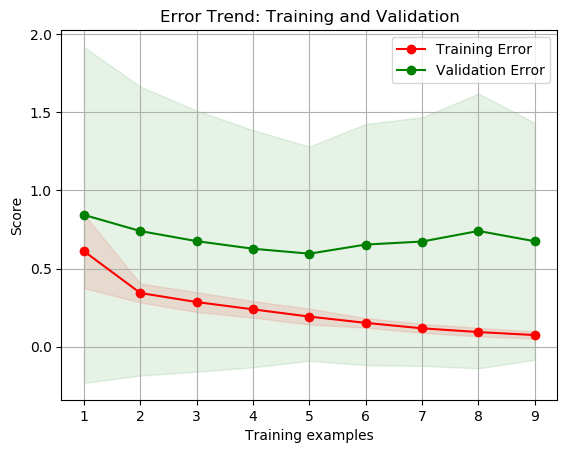 Error Trend: Training and Validation
2.0
1.5
1.0
0.5
0.0
Score
Training Error
Validation Error
1 2 3 4 5 6 7 8 9
Training examples